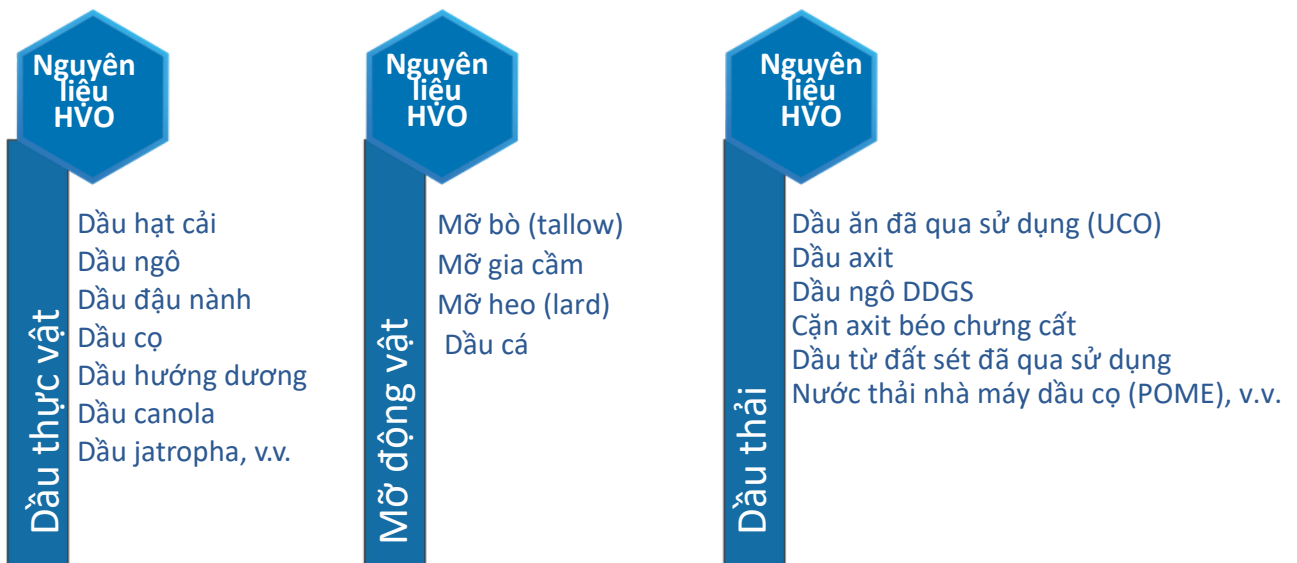 Nguyên
liệu
HVO
Dầu thực vật
Dầu hạt cải
Dầu ngô
Dầu đậu nành
Dầu cọ
Dầu hướng dương
Dầu canola
Dầu jatropha, v.v.
Nguyên
liệu
HVO
Mỡ động vật
Mỡ bò (tallow)
Mỡ gia cầm
Mỡ heo (lard)
Dầu cá
Nguyên
liệu
HVO
Dầu thải
Dầu ăn đã qua sử dụng (UCO)
Dầu axit
Dầu ngô DDGS
Cặn axit béo chưng cất
Dầu từ đất sét đã qua sử dụng
Nước thải nhà máy dầu cọ (POME), v.v.